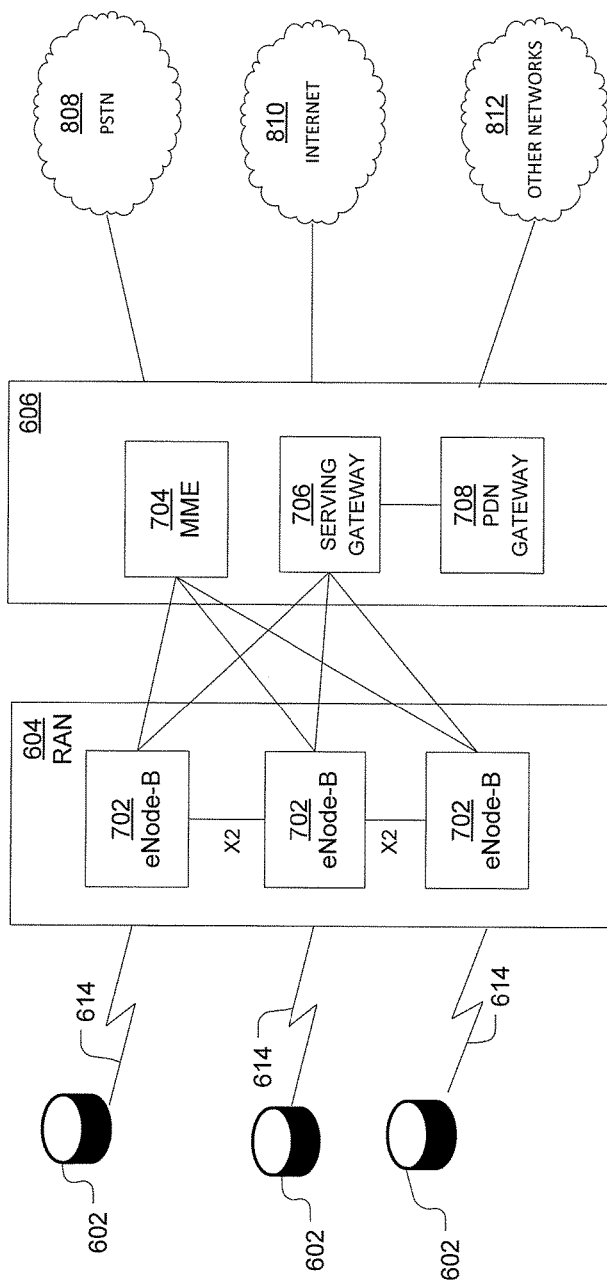 602
614
602
614
602
614
604
RAN
702
eNode-B
X2
702
eNode-B
X2
702
eNode-B
606
704
MME
706
SERVING
GATEWAY
708
PDN
GATEWAY
808
PSTN
810
INTERNET
812
OTHER NETWORKS